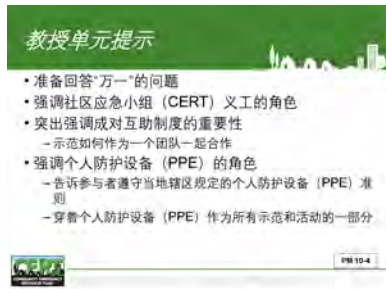 教授单元提示
• 准备回答“万一”的问题
• 强调社区应急小组（CERT）义工的角色
• 突出强调成对互助制度的重要性
–示范如何作为一个团队一起合作
• 强调个人防护设备（PPE）的角色
–告诉参与者遵守当地辖区规定的个人防护设备（PPE）准
则
–穿着个人防护设备（PPE）作为所有示范和活动的一部分
PM 10-4